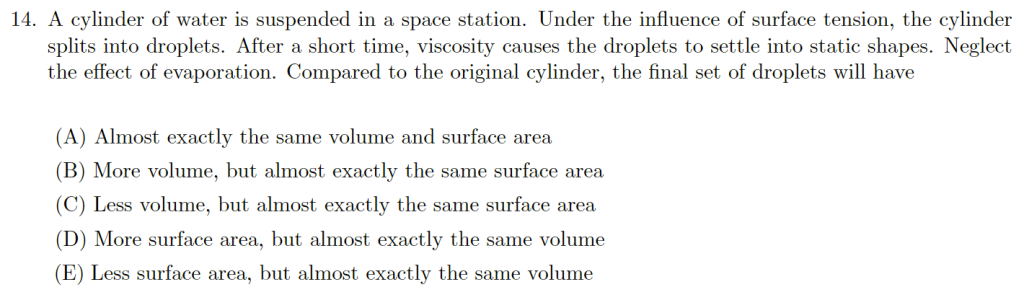 14. A cylinder of water is suspended in a space station. Under the influence of surface tension, the cylinder
splits into droplets. After a short time, viscosity causes the droplets to settle into static shapes. Neglect
the effect of evaporation. Compared to the original cylinder, the final set of droplets will have
(A) Almost exactly the same volume and surface area
(B) More volume, but almost exactly the same surface area
(C) Less volume, but almost exactly the same surface area
(D) More surface area, but almost exactly the same volume
(E) Less surface area, but almost exactly the same volume